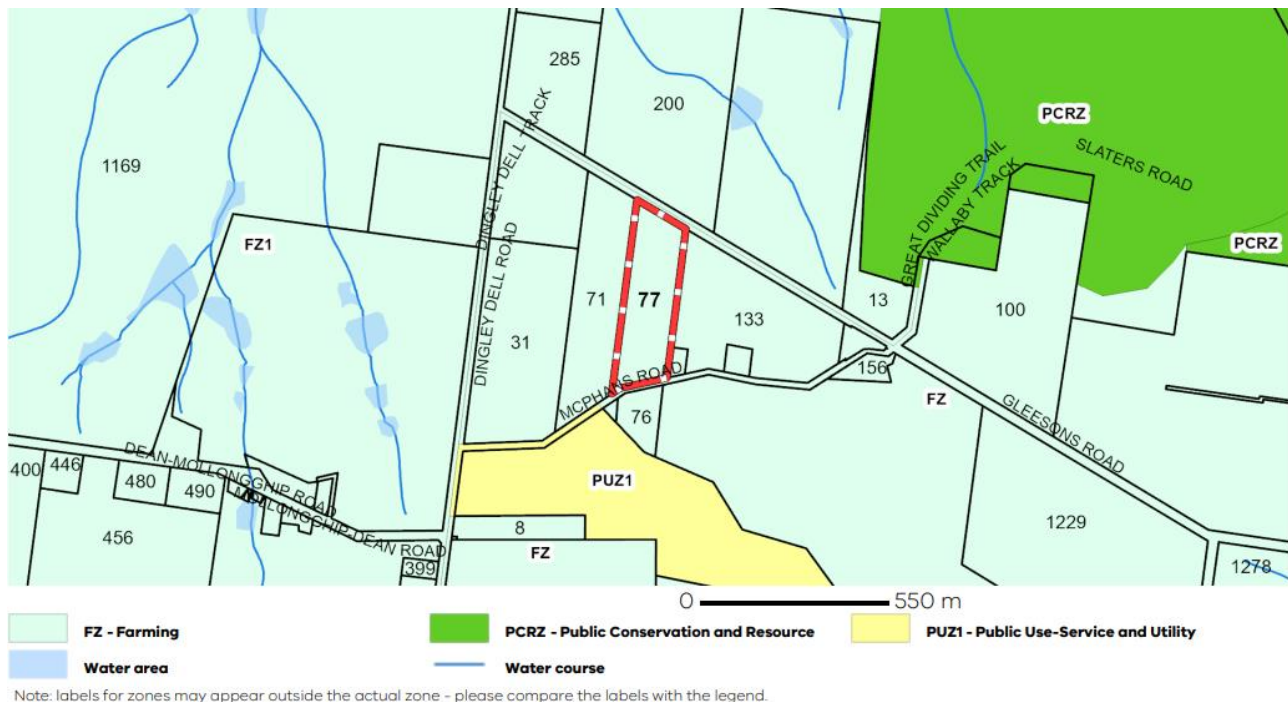 285
200
PCRZ
SLATERS ROAD
1169
DINGLEY DELL TRACK
GREAT DIVIDING TRAIL
WALLABY TRACK
FZ1
PCRZ
DINGLEY DELL ROAD
71
77
133
13
100
31
156
MCPHANS ROAD
76
FZ
GLEESONS ROAD
DEAN-MOLLONGGHIP ROAD
400
446
480
490
PUZ1
MOLLONGGHIP-DEAN ROAD
456
8
1229
FZ
399
1278
0 550 m
FZ - Farming
PCRZ - Public Conservation and Resource
PUZ1 - Public Use-Service and Utility
Water area
Water course
Note: labels for zones may appear outside the actual zone - please compare the labels with the legend.